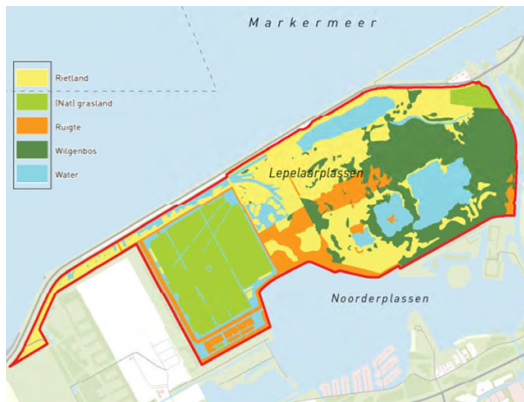 Markermeer
Rietland
(Nat) grasland
Ruigte
Wilgenbos
Water
Lepelaarplassen
Noorderplassen